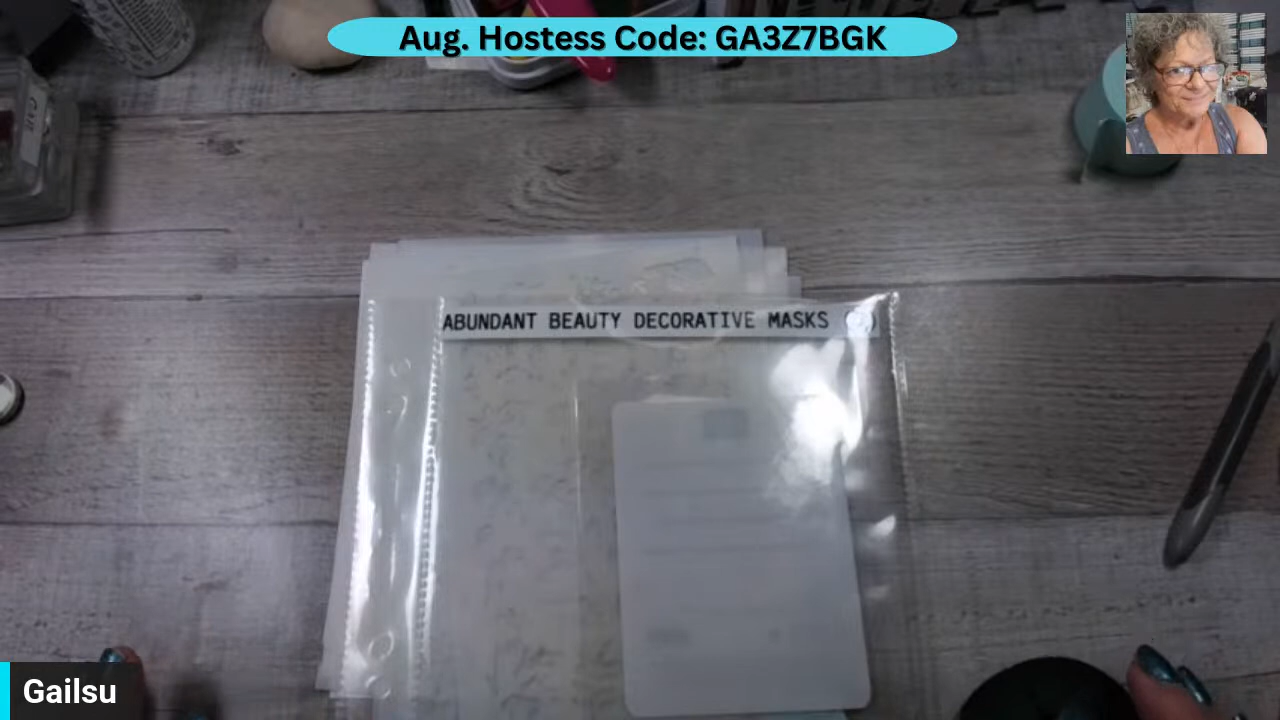 Aug. Hostess Code: GA3Z7BGK
ABUNDANT BEAUTY DECORATIVE MASKS
Gailsu